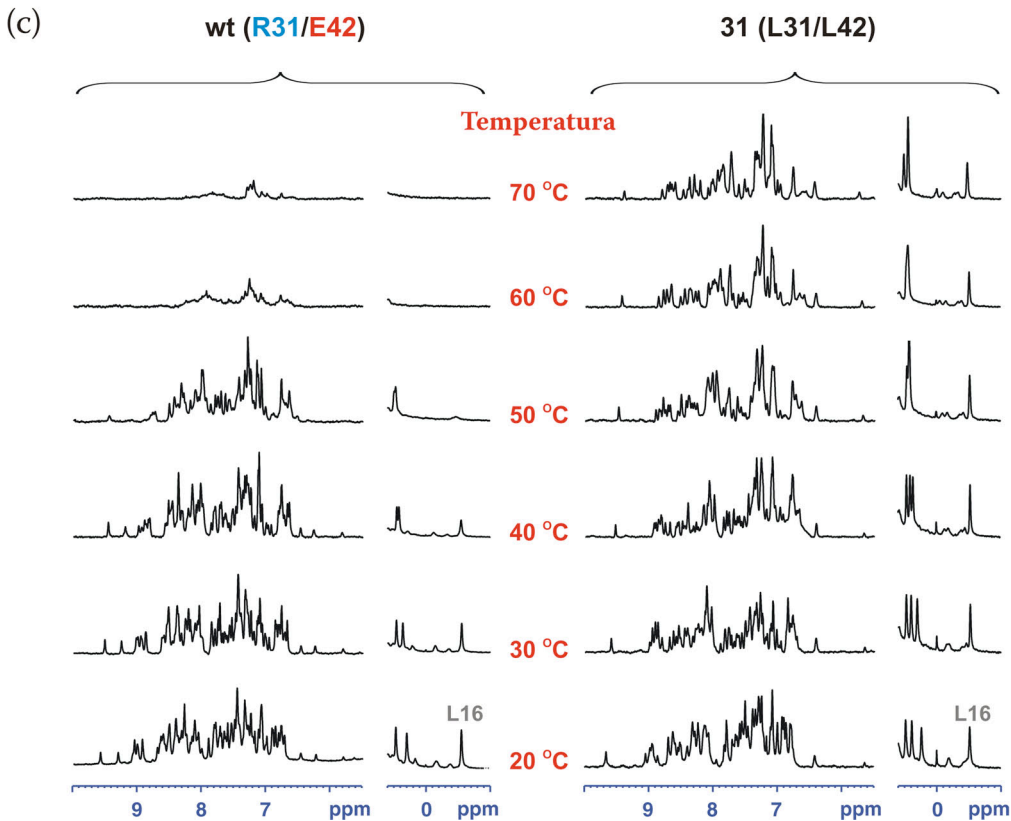 (c)
wt (R31/E42)
31 (L31/L42)
Temperatura
70 °C
60 °C
50 °C
40 °C
30 °C
L16
L16
20 °C
9 8 7 ppm 0 ppm
9 8 7 ppm 0 ppm